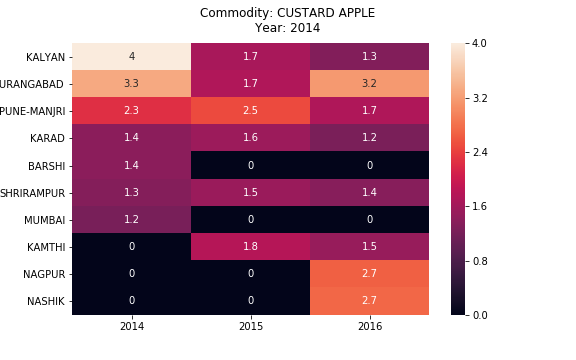 Commodity: CUSTARD APPLE
Year: 2014
KALYAN 4 1.7 1.3
URANGABAD 3.3 1.7 3.2
PUNE-MANJRI 2.3 2.5 1.7
KARAD 1.4 1.6 1.2
BARSHI 1.4 0 0
SHRIRAMPUR 1.3 1.5 1.4
MUMBAI 1.2 0 0
KAMTHI 0 1.8 1.5
NAGPUR 0 0 2.7
NASHIK 0 0 2.7
2014 2015 2016
4.0
3.2
2.4
1.6
0.8
0.0